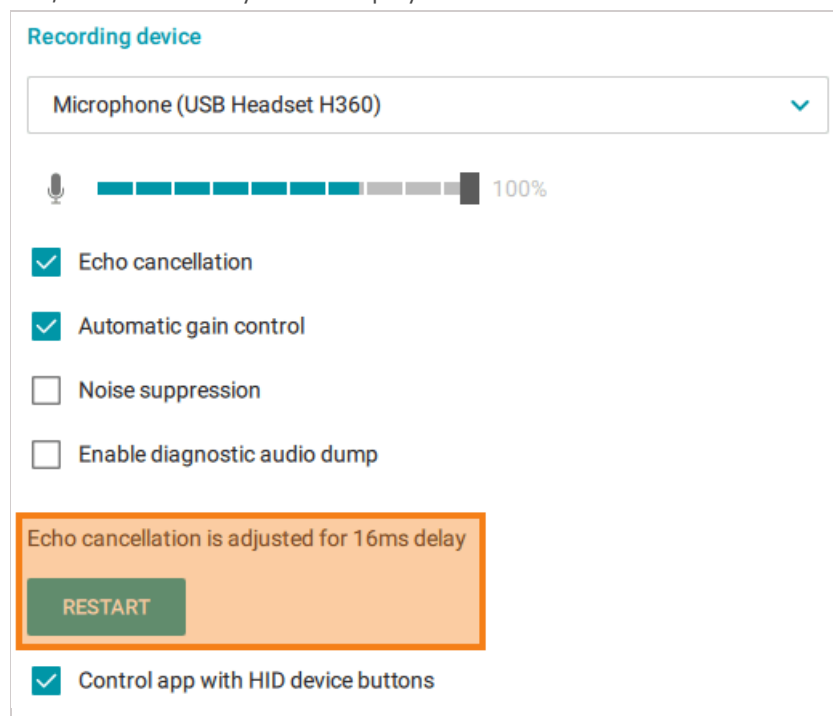 Recording device
Microphone (USB Headset H360)
100%
Echo cancellation
Automatic gain control
Noise suppression
Enable diagnostic audio dump
Echo cancellation is adjusted for 16ms delay
RESTART
Control app with HID device buttons